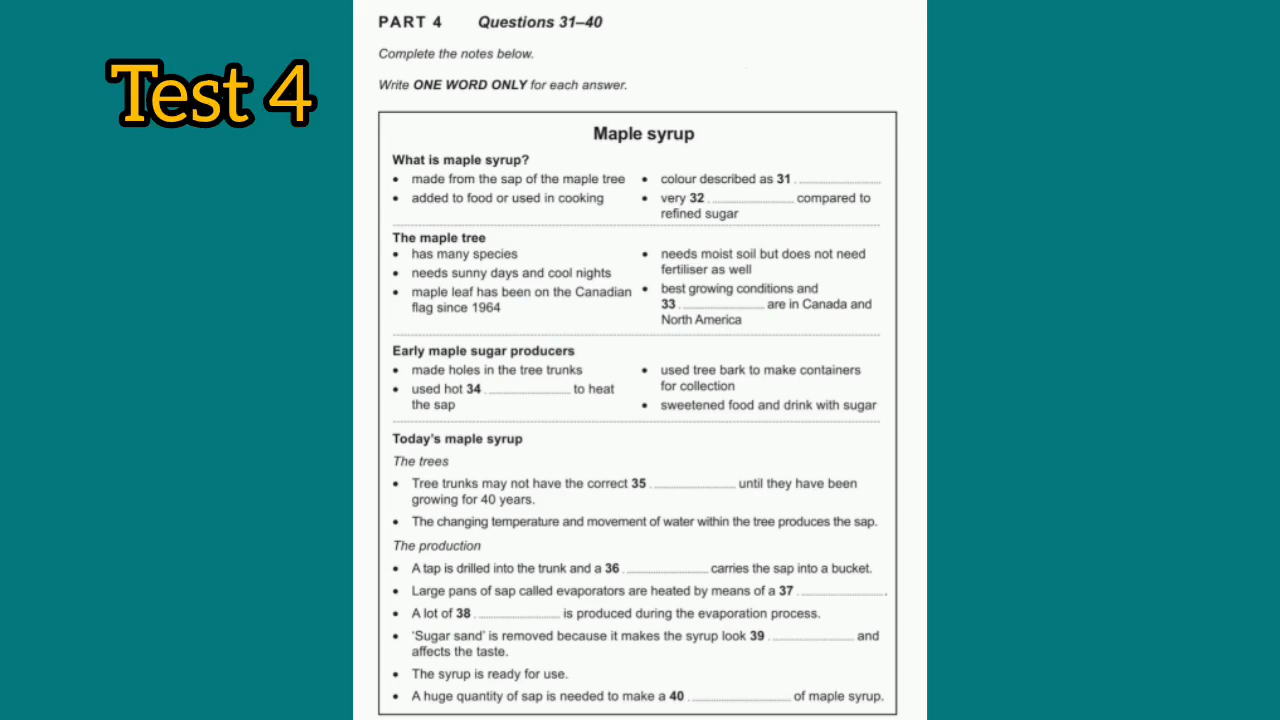 Test 4
PART 4 Questions 31–40
Complete the notes below.
Write ONE WORD ONLY for each answer.
Maple syrup
What is maple syrup?
• made from the sap of the maple tree
• added to food or used in cooking
• colour described as 31 ....................
• very 32 .................... compared to
refined sugar
The maple tree
• has many species
• needs sunny days and cool nights
• maple leaf has been on the Canadian
flag since 1964
• needs moist soil but does not need
fertiliser as well
• best growing conditions and
33 .................... are in Canada and
North America
Early maple sugar producers
• made holes in the tree trunks
• used hot 34 .................... to heat
the sap
• used tree bark to make containers
for collection
• sweetened food and drink with sugar
Today's maple syrup
The trees
• Tree trunks may not have the correct 35 .................... until they have been
growing for 40 years.
• The changing temperature and movement of water within the tree produces the sap.
The production
• A tap is drilled into the trunk and a 36 .................... carries the sap into a bucket.
• Large pans of sap called evaporators are heated by means of a 37 .................... .
• A lot of 38 .................... is produced during the evaporation process.
• 'Sugar sand' is removed because it makes the syrup look 39 .................... and
affects the taste.
• The syrup is ready for use.
• A huge quantity of sap is needed to make a 40 .................... of maple syrup.